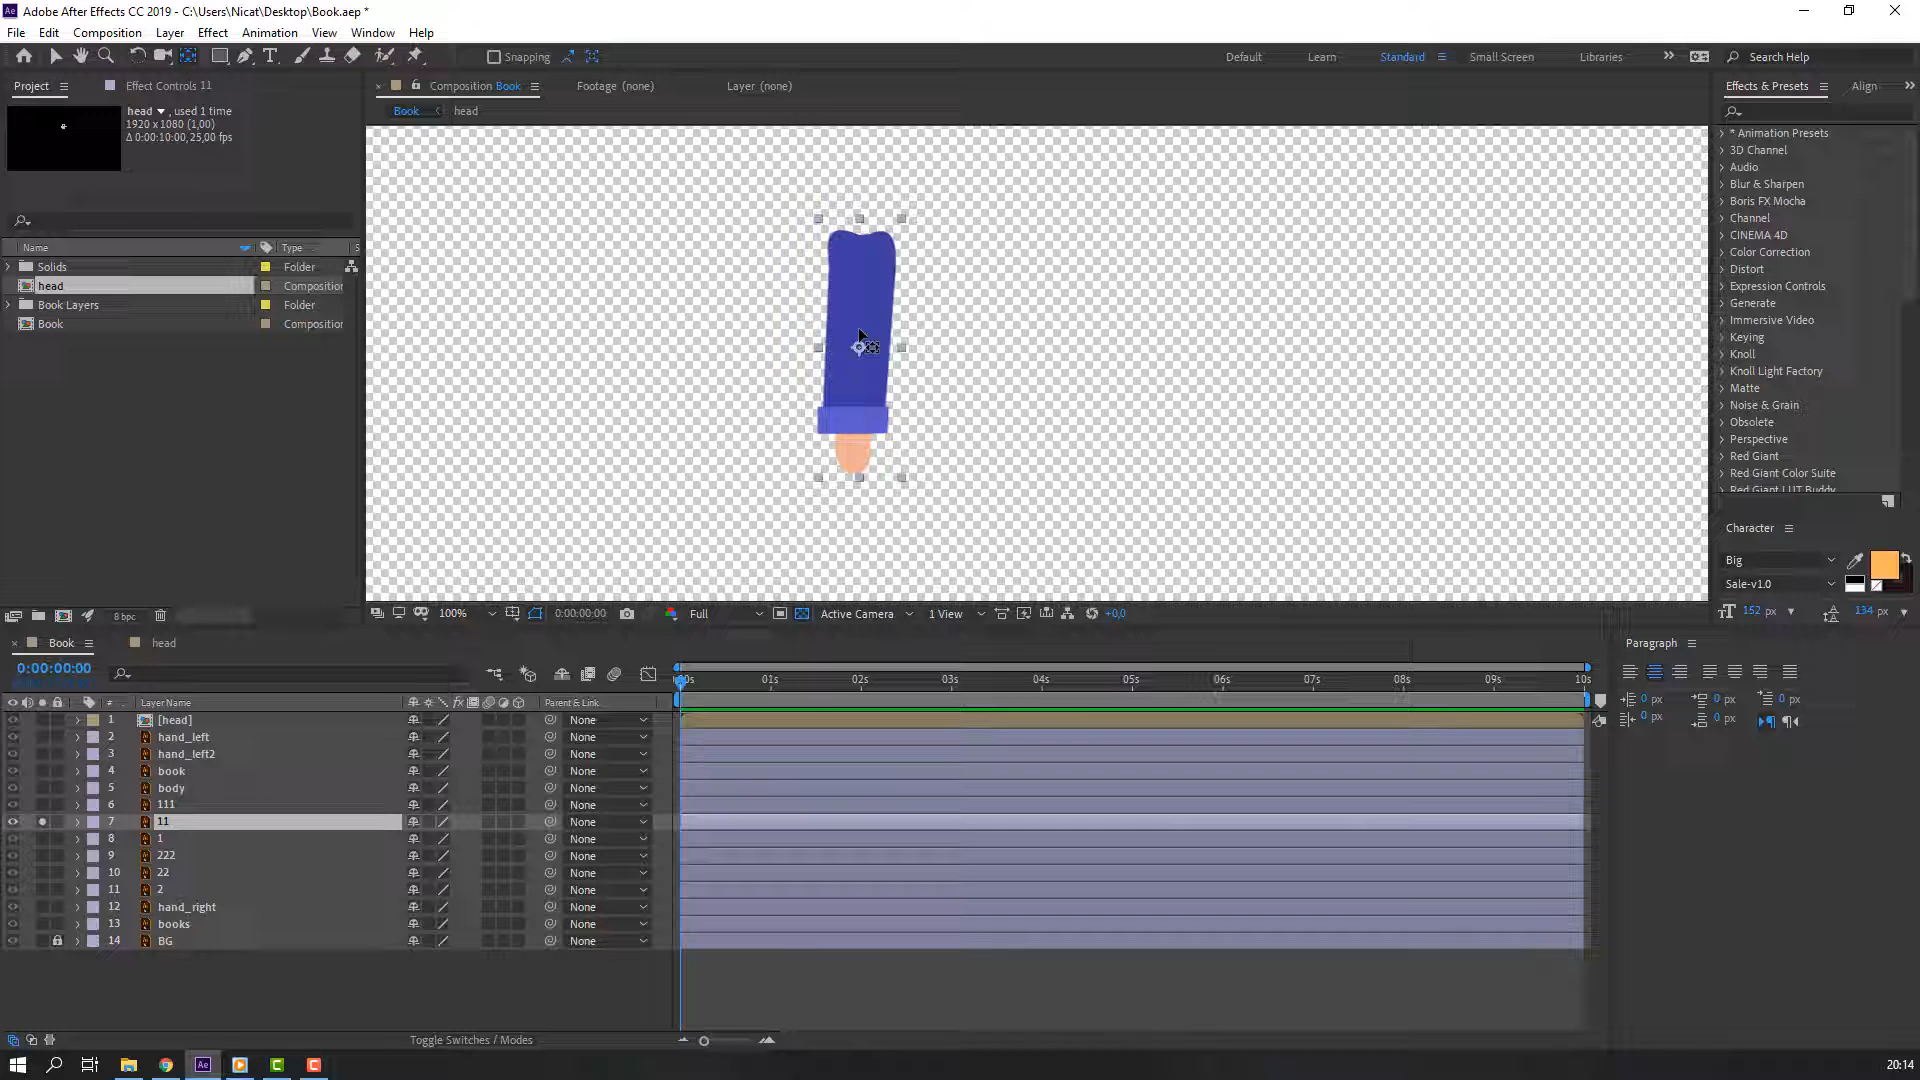 Adobe After Effects CC 2019 - C:\Users\Nicat\Desktop\Book.aep *
File Edit Composition Layer Effect Animation View Window Help
Snapping Default Learn Standard Small Screen Libraries Search Help
Project Effect Controls 11 Composition Book Footage (none) Layer (none) Effects & Presets Align
head , used 1 time
1920 x 1080 (1,00)
Δ 0:00:10:00, 25,00 fps
Book head
Name Type S
Solids Folder
head Composition
Book Layers Folder
Book Composition
* Animation Presets
3D Channel
Audio
Blur & Sharpen
Boris FX Mocha
Channel
CINEMA 4D
Color Correction
Distort
Expression Controls
Generate
Immersive Video
Keying
Knoll
Knoll Light Factory
Matte
Noise & Grain
Obsolete
Perspective
Red Giant
Red Giant Color Suite
Red Giant LUT Buddy
Character
Big
Sale-v1.0
152 px 134 px
8 bpc 100% 0:00:00:00 Full Active Camera 1 View +0,0
Book head
Paragraph
0:00:00:00
00s 01s 02s 03s 04s 05s 06s 07s 08s 09s 10s
0 px 0 px 0 px
0 px 0 px
# Layer Name Parent & Link
1 [head] None
2 hand_left None
3 hand_left2 None
4 book None
5 body None
6 111 None
7 11 None
8 1 None
9 222 None
10 22 None
11 2 None
12 hand_right None
13 books None
14 BG None
Toggle Switches / Modes
20:14